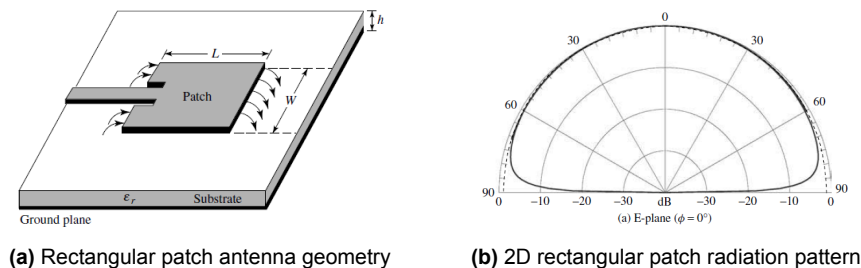 h
L
W
Patch
εr
Substrate
Ground plane
(a) Rectangular patch antenna geometry
0
30
30
60
60
90
90
0
−10
−20
−30
dB
−30
−20
−10
0
(a) E-plane (ϕ = 0°)
(b) 2D rectangular patch radiation pattern